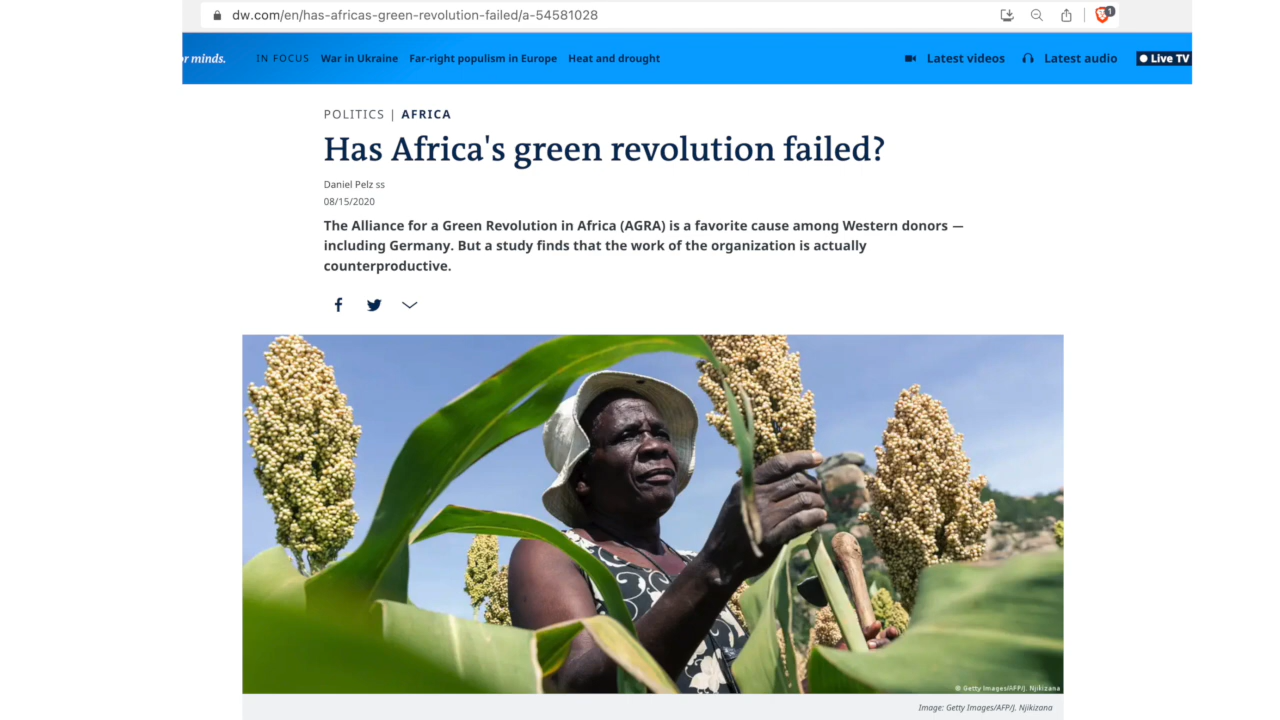 dw.com/en/has-africas-green-revolution-failed/a-54581028
1
or minds.
IN FOCUS War in Ukraine Far-right populism in Europe Heat and drought
Latest videos Latest audio Live TV
POLITICS | AFRICA
Has Africa's green revolution failed?
Daniel Pelz ss
08/15/2020
The Alliance for a Green Revolution in Africa (AGRA) is a favorite cause among Western donors —
including Germany. But a study finds that the work of the organization is actually
counterproductive.
© Getty Images/AFP/J. Njikizana
Image: Getty Images/AFP/J. Njikizana